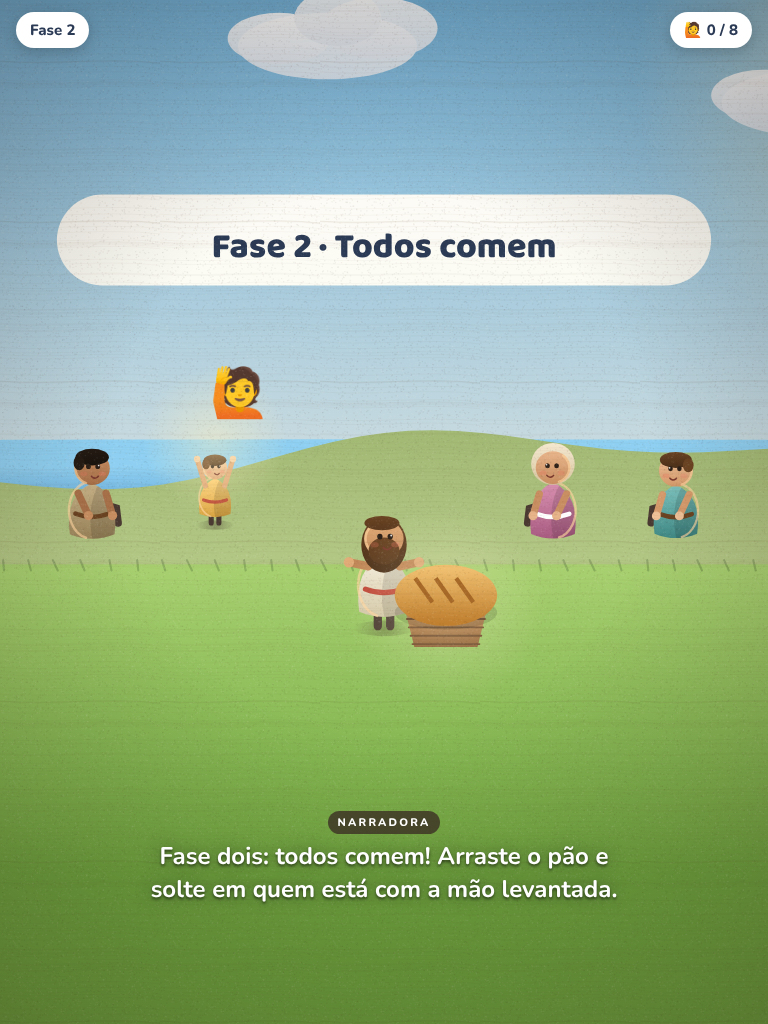 Fase 2
0 / 8
Fase 2 · Todos comem
NARRADORA
Fase dois: todos comem! Arraste o pão e
solte em quem está com a mão levantada.